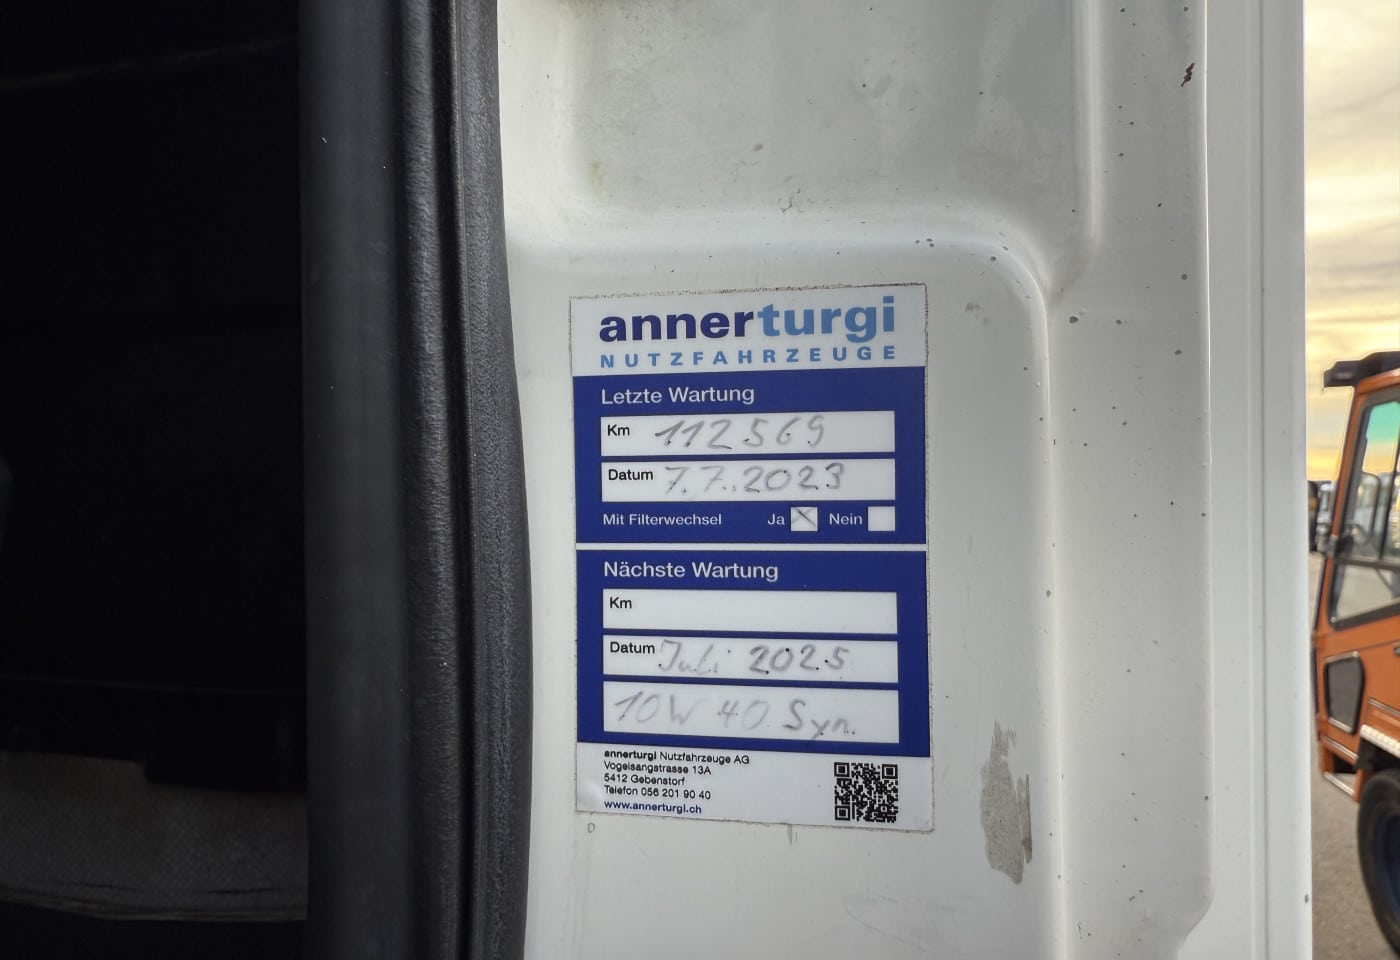 annerturgi
NUTZFAHRZEUGE
Letzte Wartung
Km 112569
Datum 7.7.2023
Mit Filterwechsel Ja X Nein
Nächste Wartung
Km
Datum Juli 2025
10W 40 Syn.
annerturgi Nutzfahrzeuge AG
Vogelsangstrasse 13A
5412 Gebenstorf
Telefon 056 201 90 40
www.annerturgi.ch